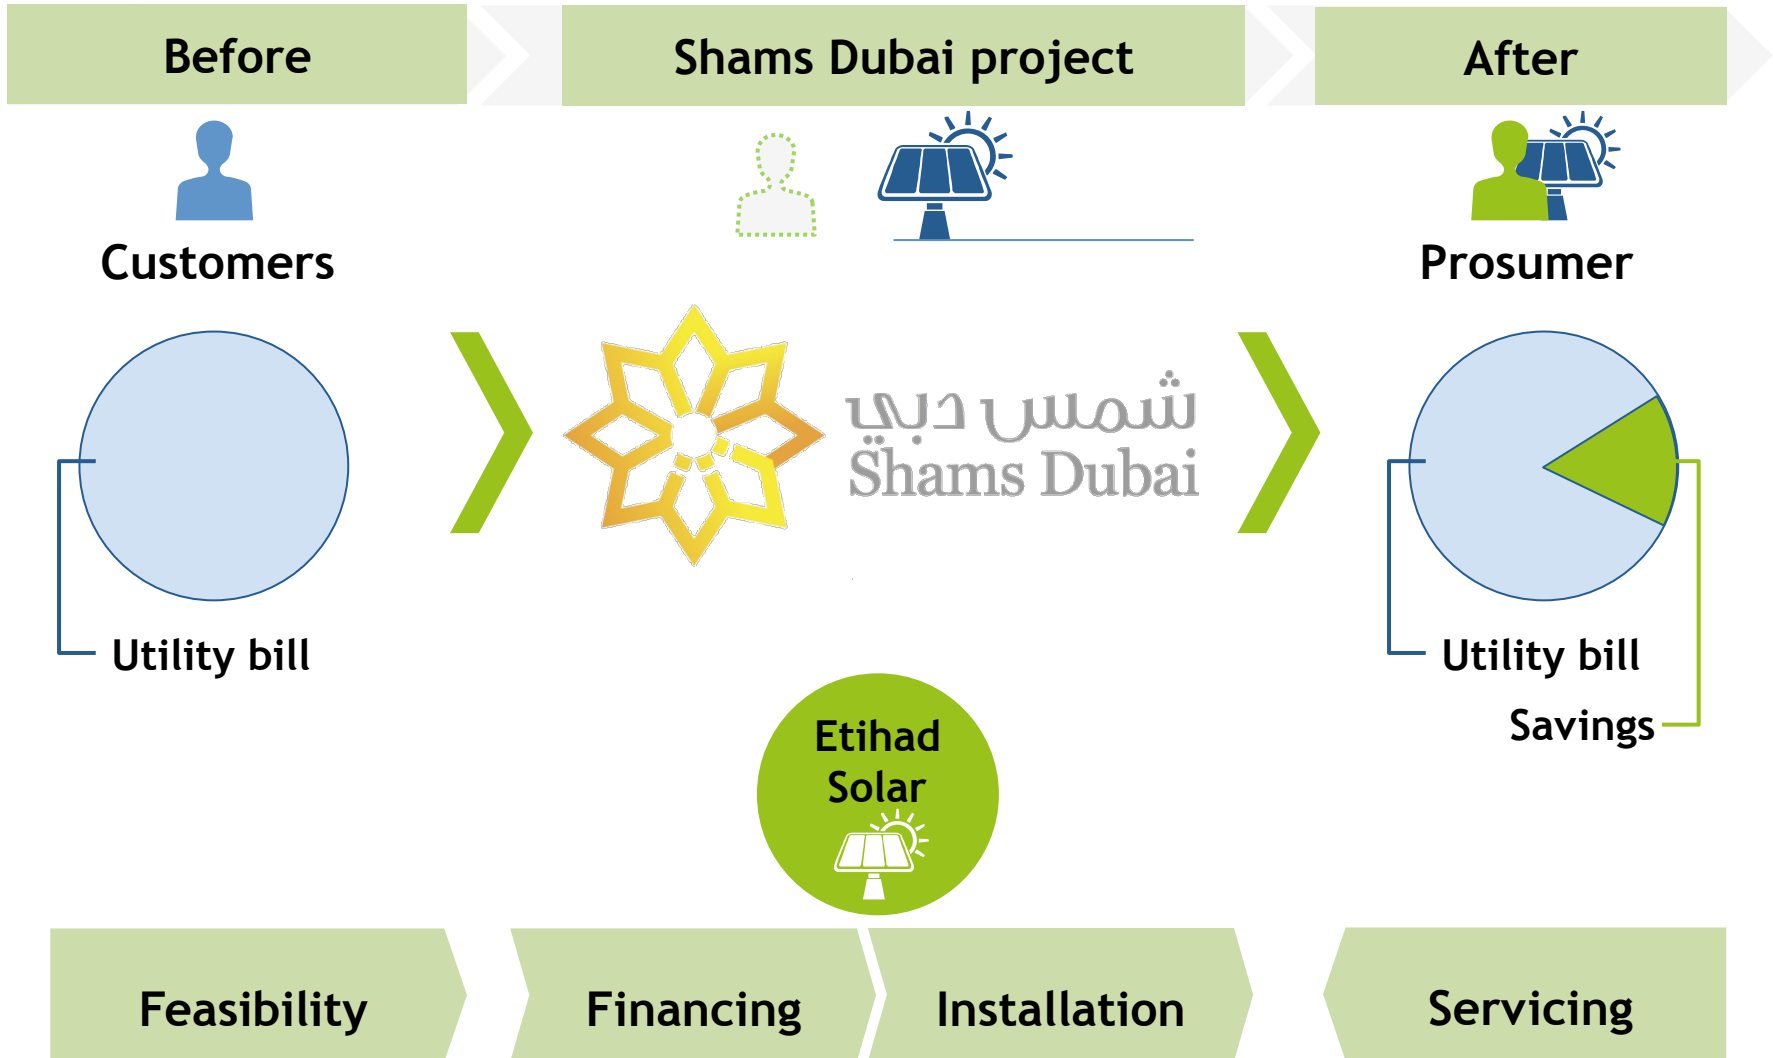 Before
Shams Dubai project
After
Customers
Prosumer
شمس دبي
Shams Dubai
Utility bill
Utility bill
Savings
Etihad
Solar
Feasibility
Financing
Installation
Servicing